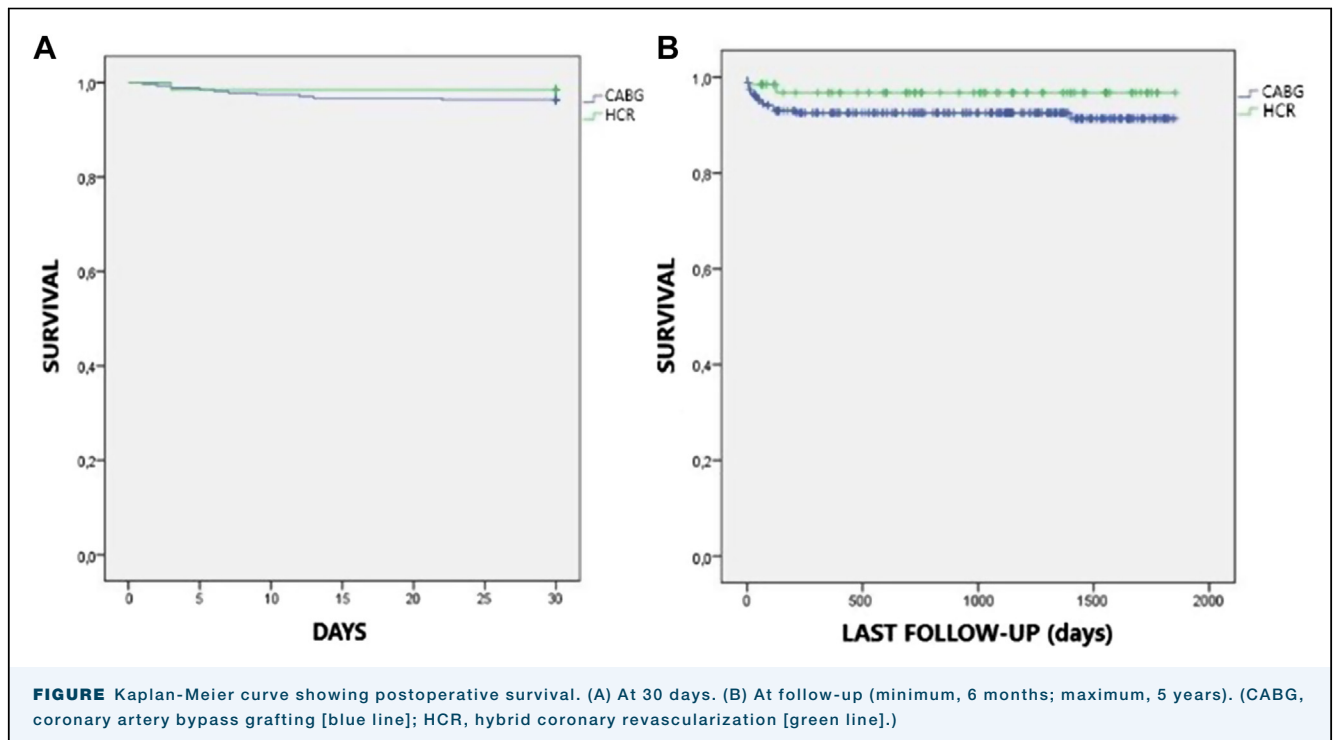 A
1,0
0,8
0,6
0,4
0,2
0,0
SURVIVAL
0 5 10 15 20 25 30
DAYS
CABG
HCR
B
1,0
0,8
0,6
0,4
0,2
0,0
SURVIVAL
0 500 1000 1500 2000
LAST FOLLOW-UP (days)
CABG
HCR
FIGURE Kaplan-Meier curve showing postoperative survival. (A) At 30 days. (B) At follow-up (minimum, 6 months; maximum, 5 years). (CABG,
coronary artery bypass grafting [blue line]; HCR, hybrid coronary revascularization [green line].)